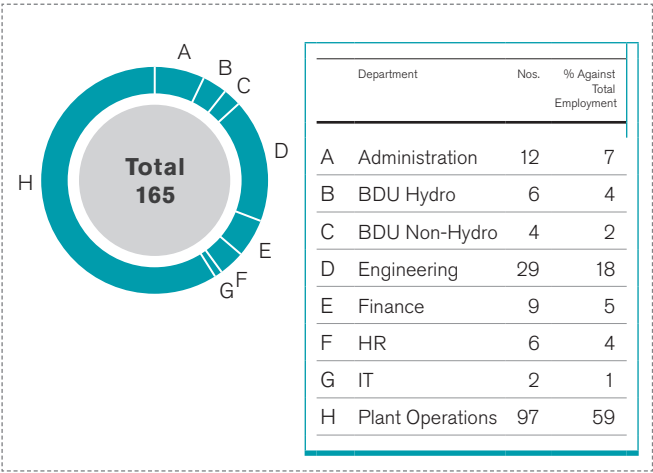 A
B
C
D
E
F
G
H
Total
165
Department Nos. % Against
Total
Employment
A Administration 12 7
B BDU Hydro 6 4
C BDU Non-Hydro 4 2
D Engineering 29 18
E Finance 9 5
F HR 6 4
G IT 2 1
H Plant Operations 97 59